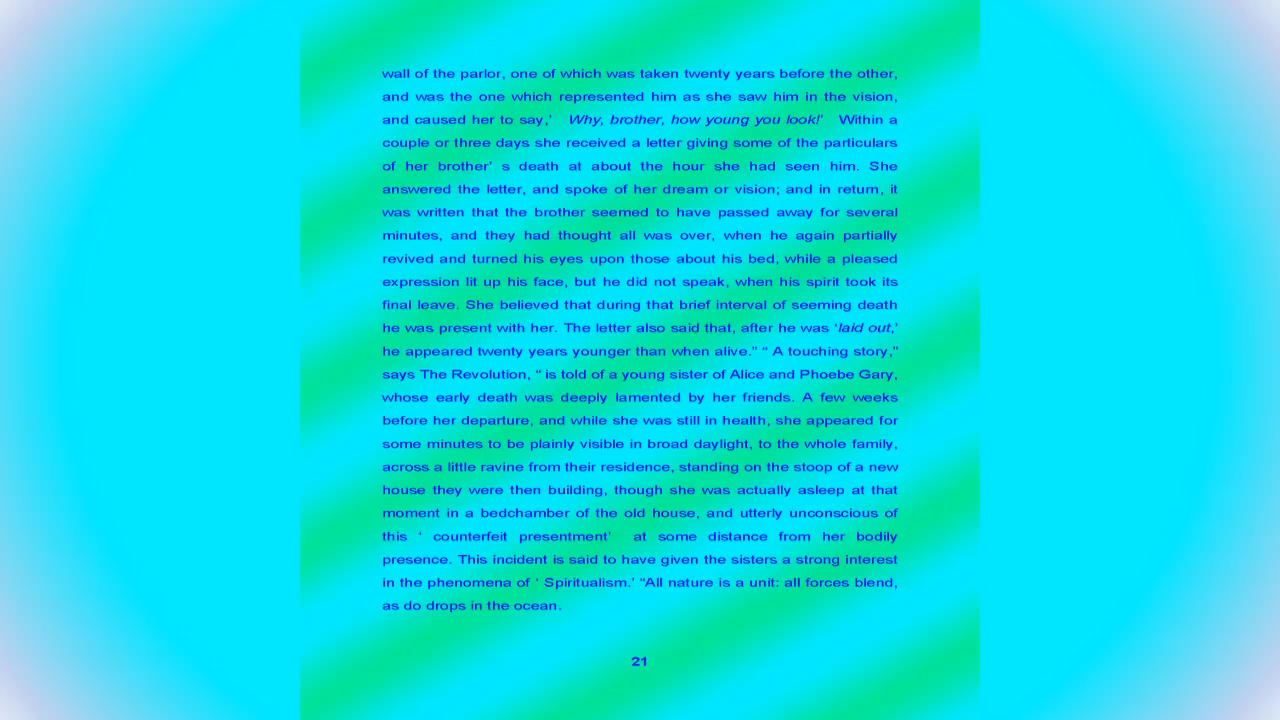 wall of the parlor, one of which was taken twenty years before the other,
and was the one which represented him as she saw him in the vision,
and caused her to say,’ Why, brother, how young you look!’ Within a
couple or three days she received a letter giving some of the particulars
of her brother’ s death at about the hour she had seen him. She
answered the letter, and spoke of her dream or vision; and in return, it
was written that the brother seemed to have passed away for several
minutes, and they had thought all was over, when he again partially
revived and turned his eyes upon those about his bed, while a pleased
expression lit up his face, but he did not speak, when his spirit took its
final leave. She believed that during that brief interval of seeming death
he was present with her. The letter also said that, after he was ‘laid out,’
he appeared twenty years younger than when alive.” “ A touching story,”
says The Revolution, “ is told of a young sister of Alice and Phoebe Gary,
whose early death was deeply lamented by her friends. A few weeks
before her departure, and while she was still in health, she appeared for
some minutes to be plainly visible in broad daylight, to the whole family,
across a little ravine from their residence, standing on the stoop of a new
house they were then building, though she was actually asleep at that
moment in a bedchamber of the old house, and utterly unconscious of
this ‘ counterfeit presentment’ at some distance from her bodily
presence. This incident is said to have given the sisters a strong interest
in the phenomena of ‘ Spiritualism.’ “All nature is a unit: all forces blend,
as do drops in the ocean.
21